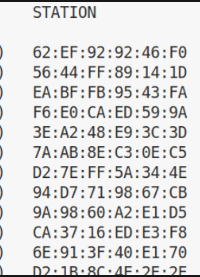 STATION
) 62:EF:92:92:46:F0
) 56:44:FF:89:14:1D
) EA:BF:FB:95:43:FA
) F6:E0:CA:ED:59:9A
) 3E:A2:48:E9:3C:3D
) 7A:AB:8E:C3:0E:C5
) D2:7E:FF:5A:34:4E
) 94:D7:71:98:67:CB
) 9A:98:60:A2:E1:D5
) CA:37:16:ED:E3:F8
) 6E:91:3F:40:E1:70